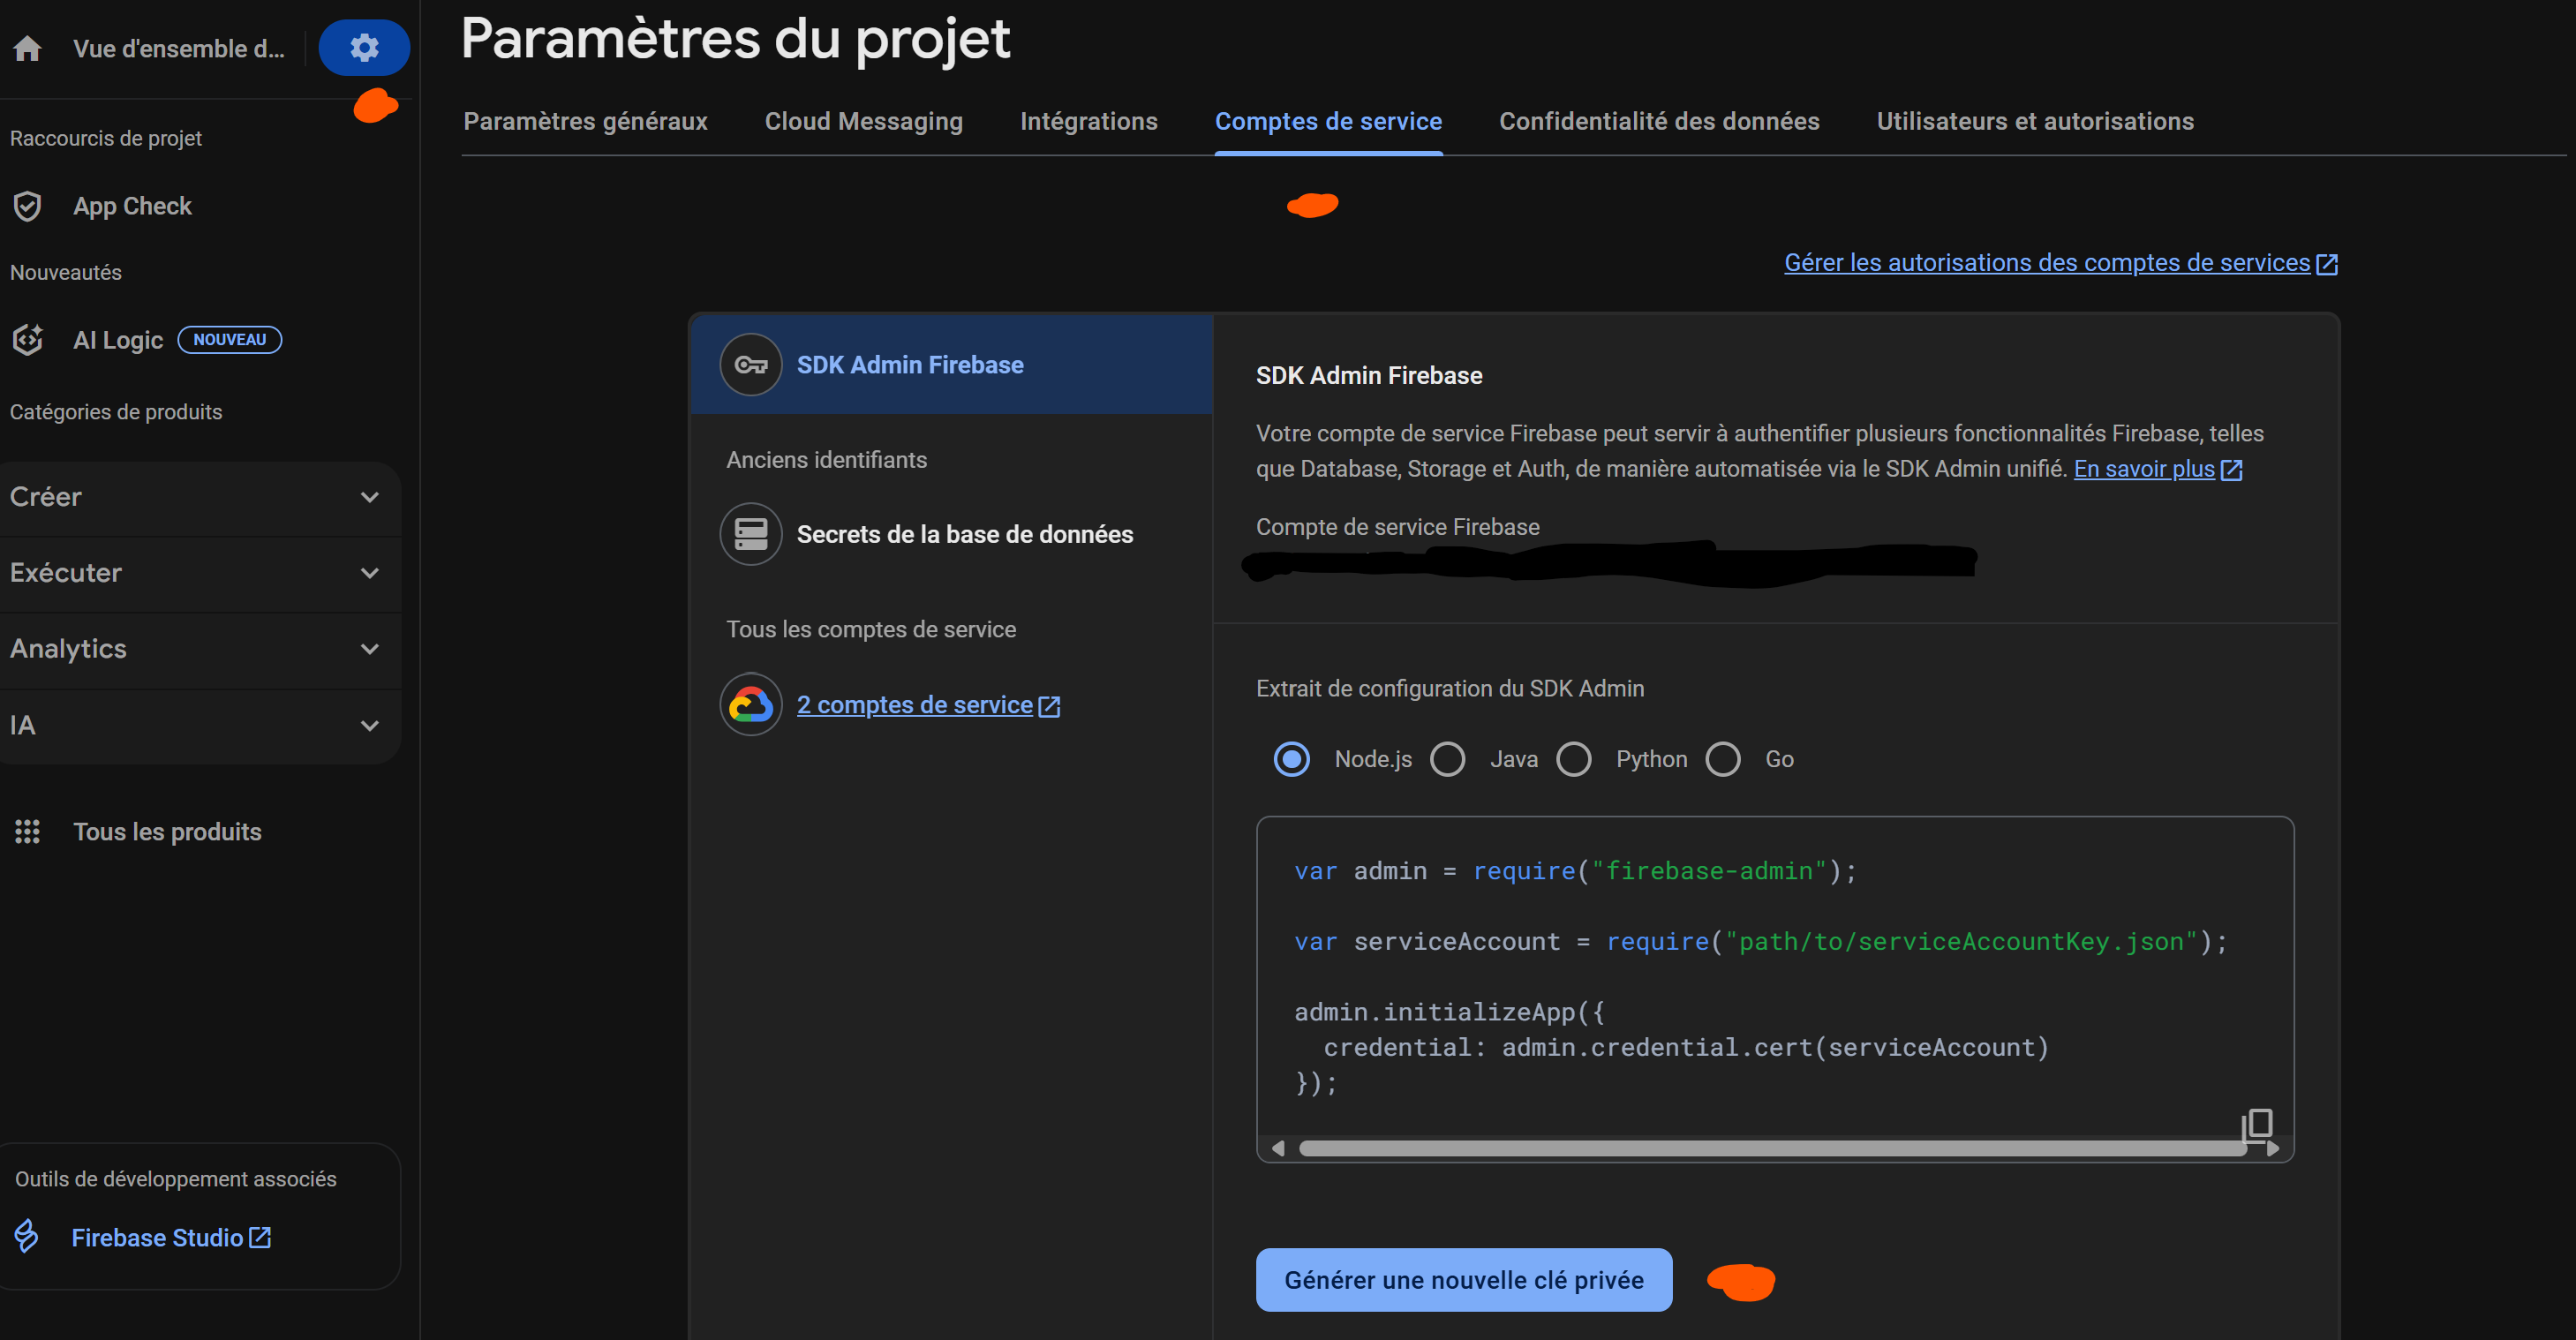 Vue d'ensemble d...
Raccourcis de projet
App Check
Nouveautés
AI Logic NOUVEAU
Catégories de produits
Créer
Exécuter
Analytics
IA
Tous les produits
Outils de développement associés
Firebase Studio
Paramètres du projet
Paramètres généraux Cloud Messaging Intégrations Comptes de service Confidentialité des données Utilisateurs et autorisations
Gérer les autorisations des comptes de services
SDK Admin Firebase
Anciens identifiants
Secrets de la base de données
Tous les comptes de service
2 comptes de service
SDK Admin Firebase
Votre compte de service Firebase peut servir à authentifier plusieurs fonctionnalités Firebase, telles
que Database, Storage et Auth, de manière automatisée via le SDK Admin unifié. En savoir plus
Compte de service Firebase
Extrait de configuration du SDK Admin
Node.js Java Python Go
var admin = require("firebase-admin");
var serviceAccount = require("path/to/serviceAccountKey.json");
admin.initializeApp({
  credential: admin.credential.cert(serviceAccount)
});
Générer une nouvelle clé privée